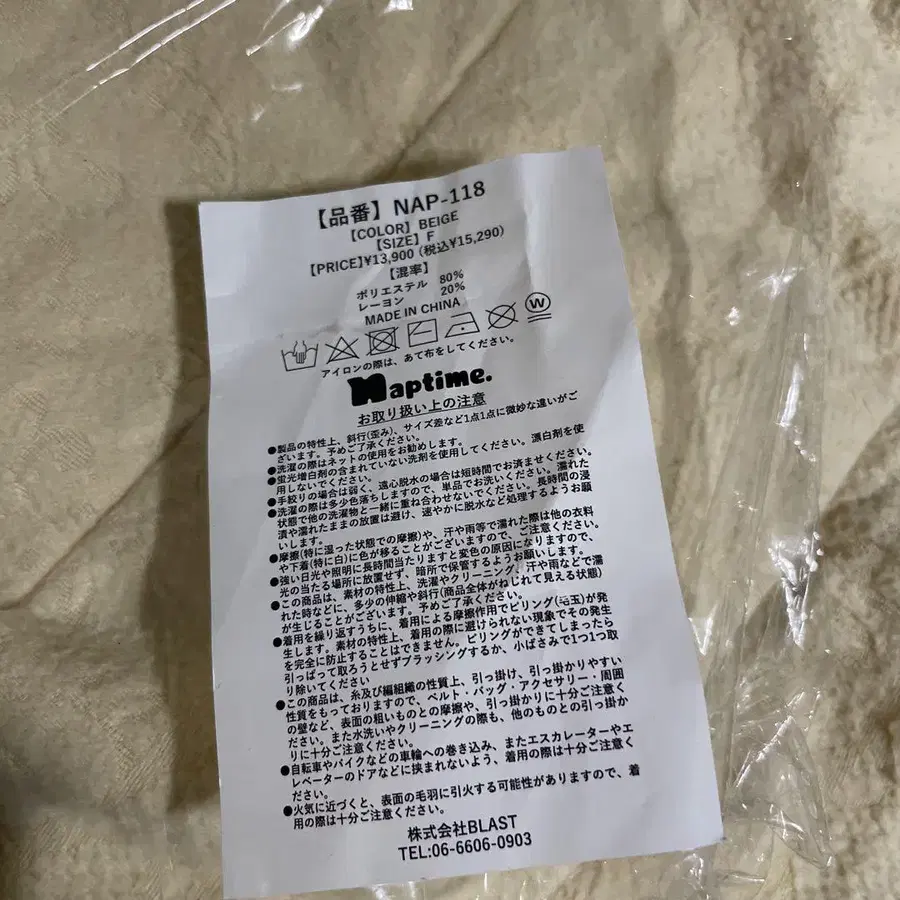 【品番】NAP-118
【COLOR】BEIGE
【SIZE】F
【PRICE】¥13,900 (税込¥15,290)
【混率】
ポリエステル 80%
レーヨン 20%
MADE IN CHINA
W
アイロンの際は、あて布をしてください。
Naptime.
お取り扱い上の注意
●製品の特性上、斜行(歪み)、サイズ差など1点1点に微妙な違いがご
ざいます。予めご了承ください。
●洗濯の際はネットの使用をお勧めします。
●蛍光増白剤の含まれていない洗剤を使用してください。漂白剤を使
用しないでください。
●手絞りの場合は弱く、遠心脱水の場合は短時間でお済ませください。
●洗濯の際は多少色落ちしますので、単品でお洗いください。濡れた
状態で他の洗濯物と一緒に重ね合わせないでください。長時間の浸
漬や濡れたままの放置は避け、速やかに脱水など処理するようお願
いします。
●摩擦(特に湿った状態での摩擦)や、汗や雨等で濡れた際は他の衣料
や下着(特に白)に色が移ることがございますので、ご注意ください。
●強い日光や照明に長時間当たりますと変色の原因になりますので、
光の当たる場所に放置せず、暗所で保管するようお願いします。
●この商品は、素材の特性上、洗濯やクリーニング、汗や雨などで濡
れた時などに、多少の伸縮や斜行(商品全体がねじれて見える状態)
が生じることがございます。予めご了承ください。
●着用を繰り返すうちに、着用による摩擦作用でピリング(毛玉)が発
生します。素材の特性上、着用の際に避けられない現象でその発生
を完全に防止することはできません。ピリングができてしまったら
引っぱって取ろうとせずブラッシングするか、小ばさみで1つ1つ取
り除いてください
●この商品は、糸及び編組織の性質上、引っ掛け、引っ掛かりやすい
性質をもっておりますので、ベルト・バッグ・アクセサリー・周囲
の壁など、表面の粗いものとの摩擦や、引っ掛かりに十分ご注意く
ださい。また水洗いやクリーニングの際も、他のものとの引っ掛か
りに十分ご注意ください。
●自転車やバイクなどの車輪への巻き込み、またエスカレーターやエ
レベーターのドアなどに挟まれないよう、着用の際は十分ご注意く
ださい。
●火気に近づくと、表面の毛羽に引火する可能性がありますので、着
用の際は十分ご注意ください。
株式会社BLAST
TEL:06-6606-0903